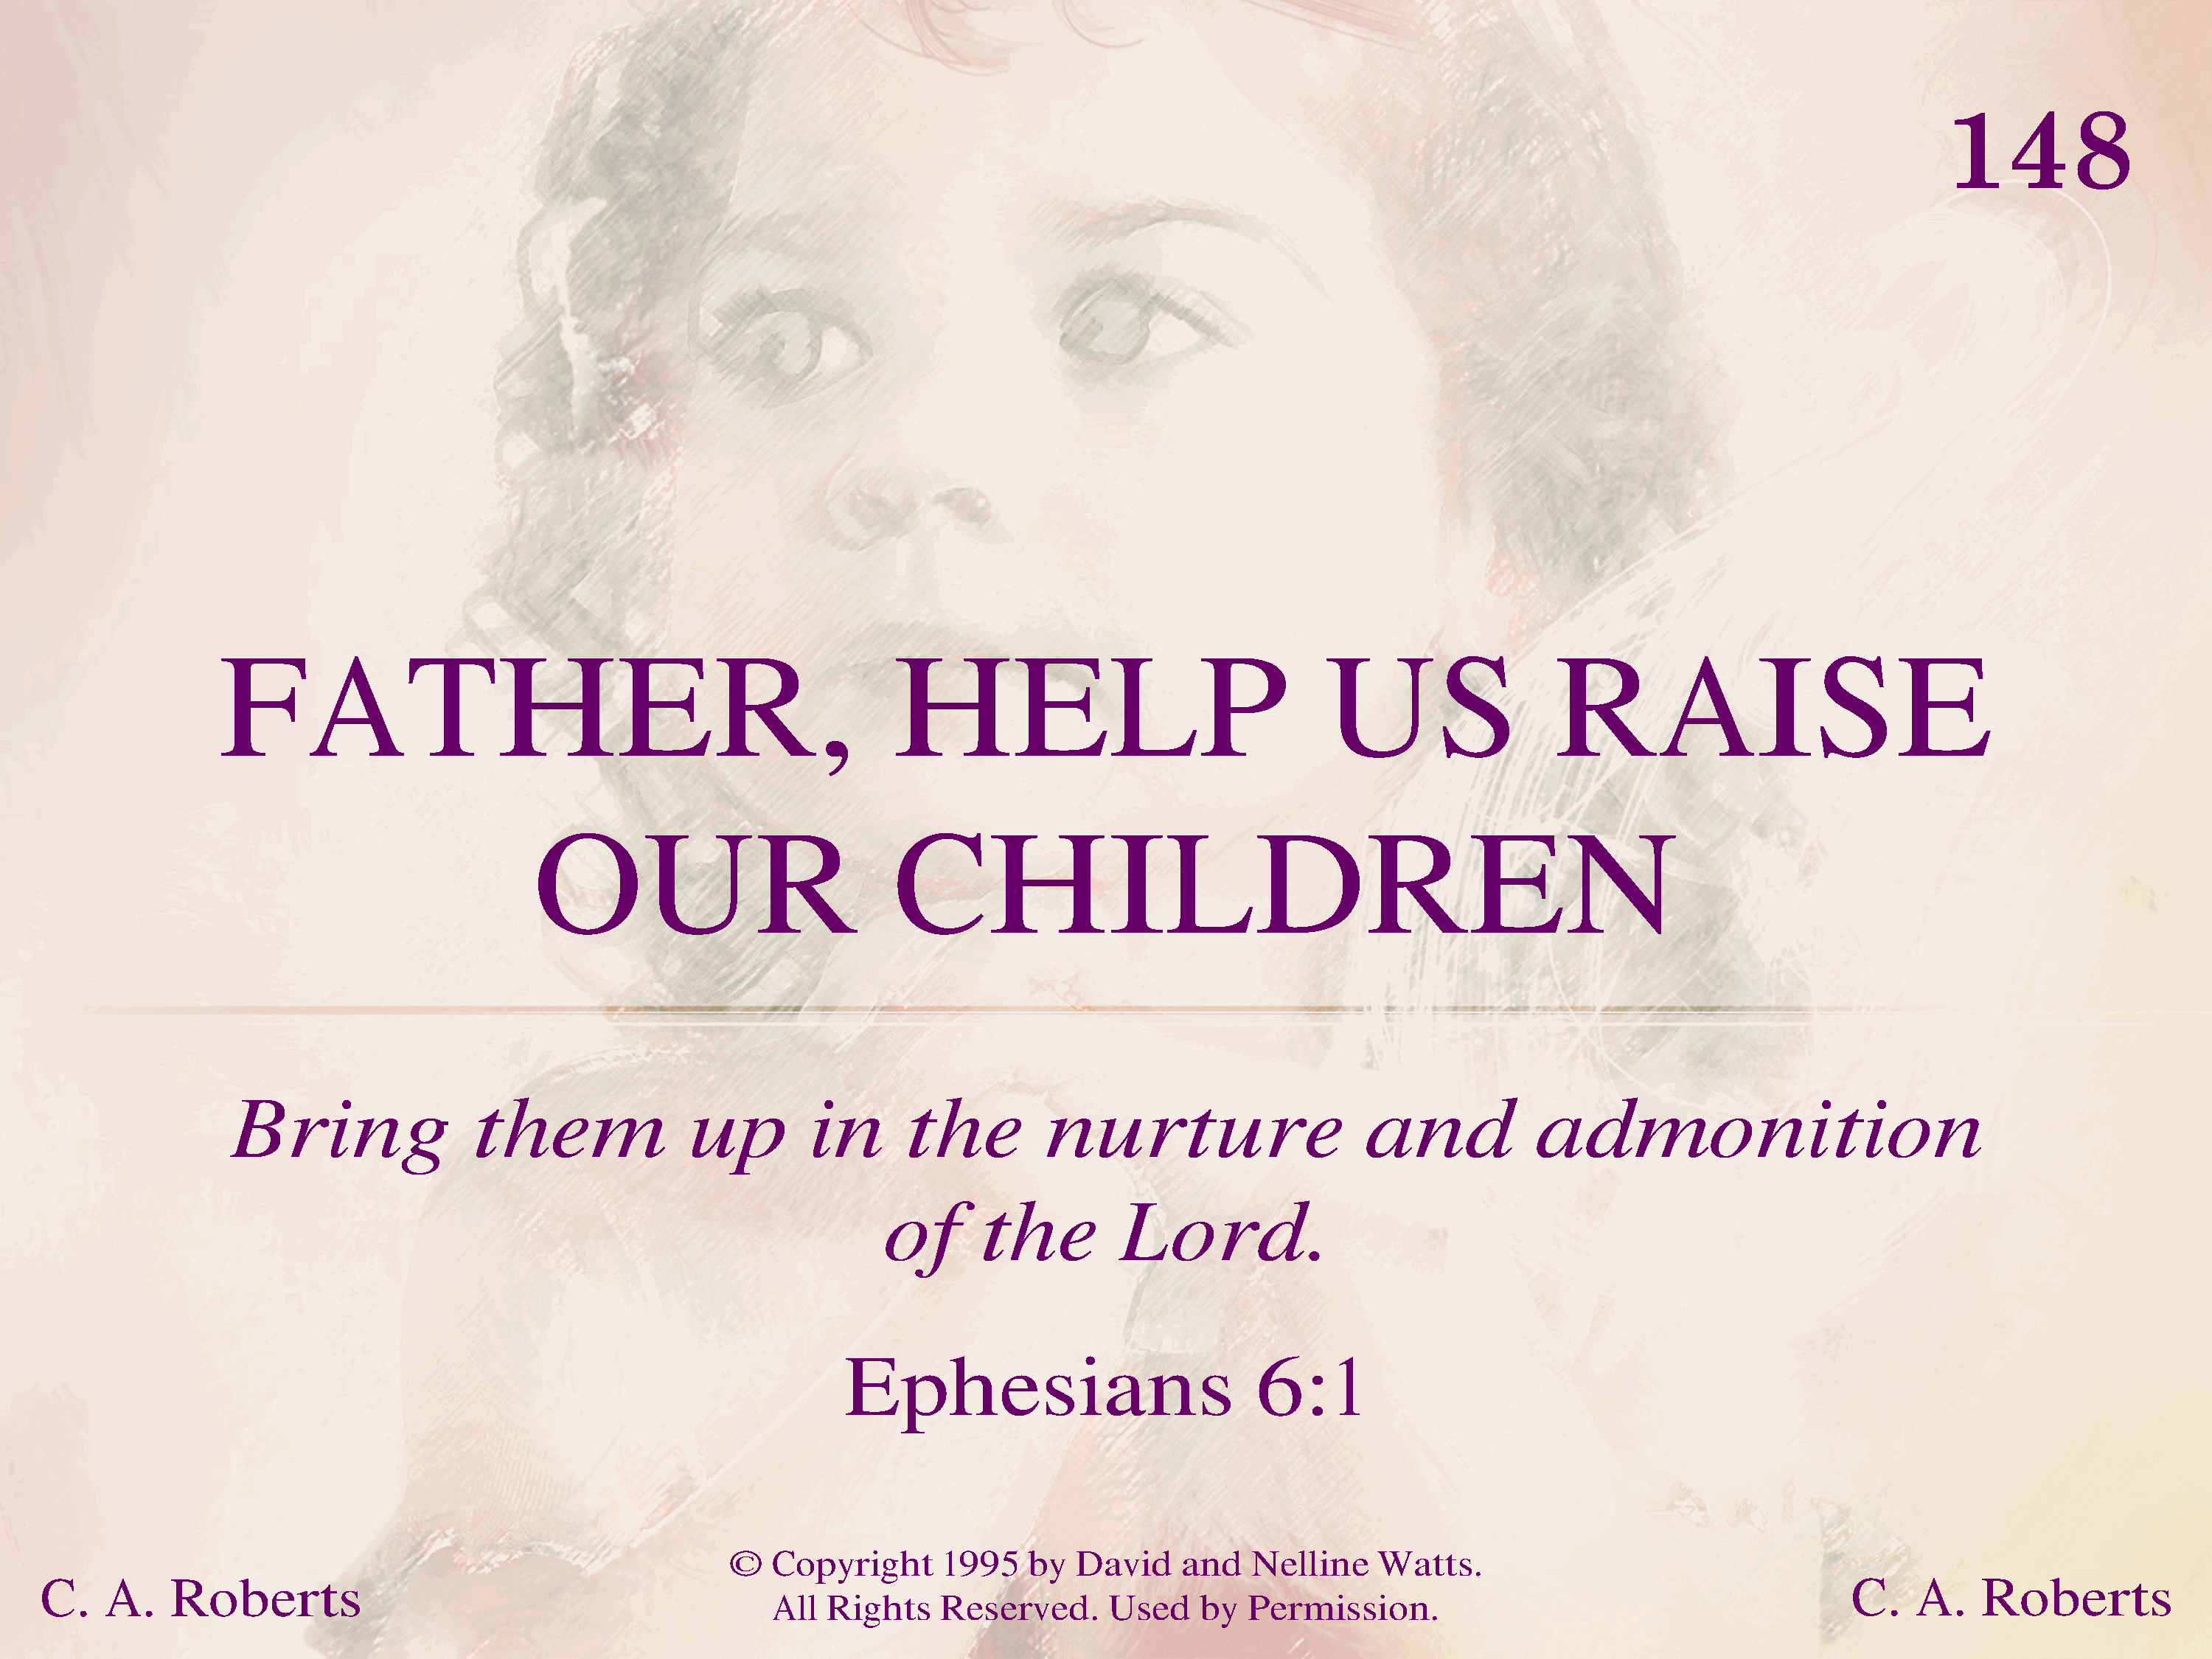 148
FATHER, HELP US RAISE
OUR CHILDREN
Bring them up in the nurture and admonition
of the Lord.
Ephesians 6:1
© Copyright 1995 by David and Nelline Watts.
All Rights Reserved. Used by Permission.
C. A. Roberts
C. A. Roberts